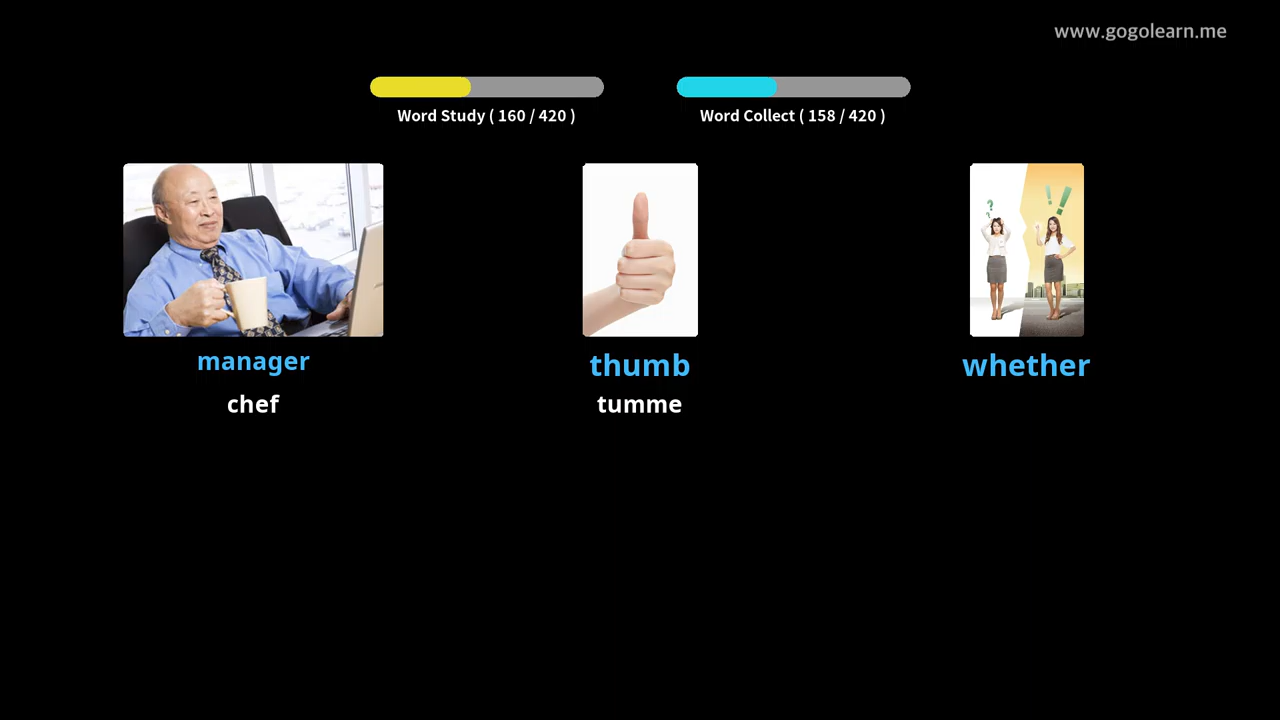 www.gogolearn.me
Word Study ( 160 / 420 )
Word Collect ( 158 / 420 )
manager
thumb
whether
chef
tumme